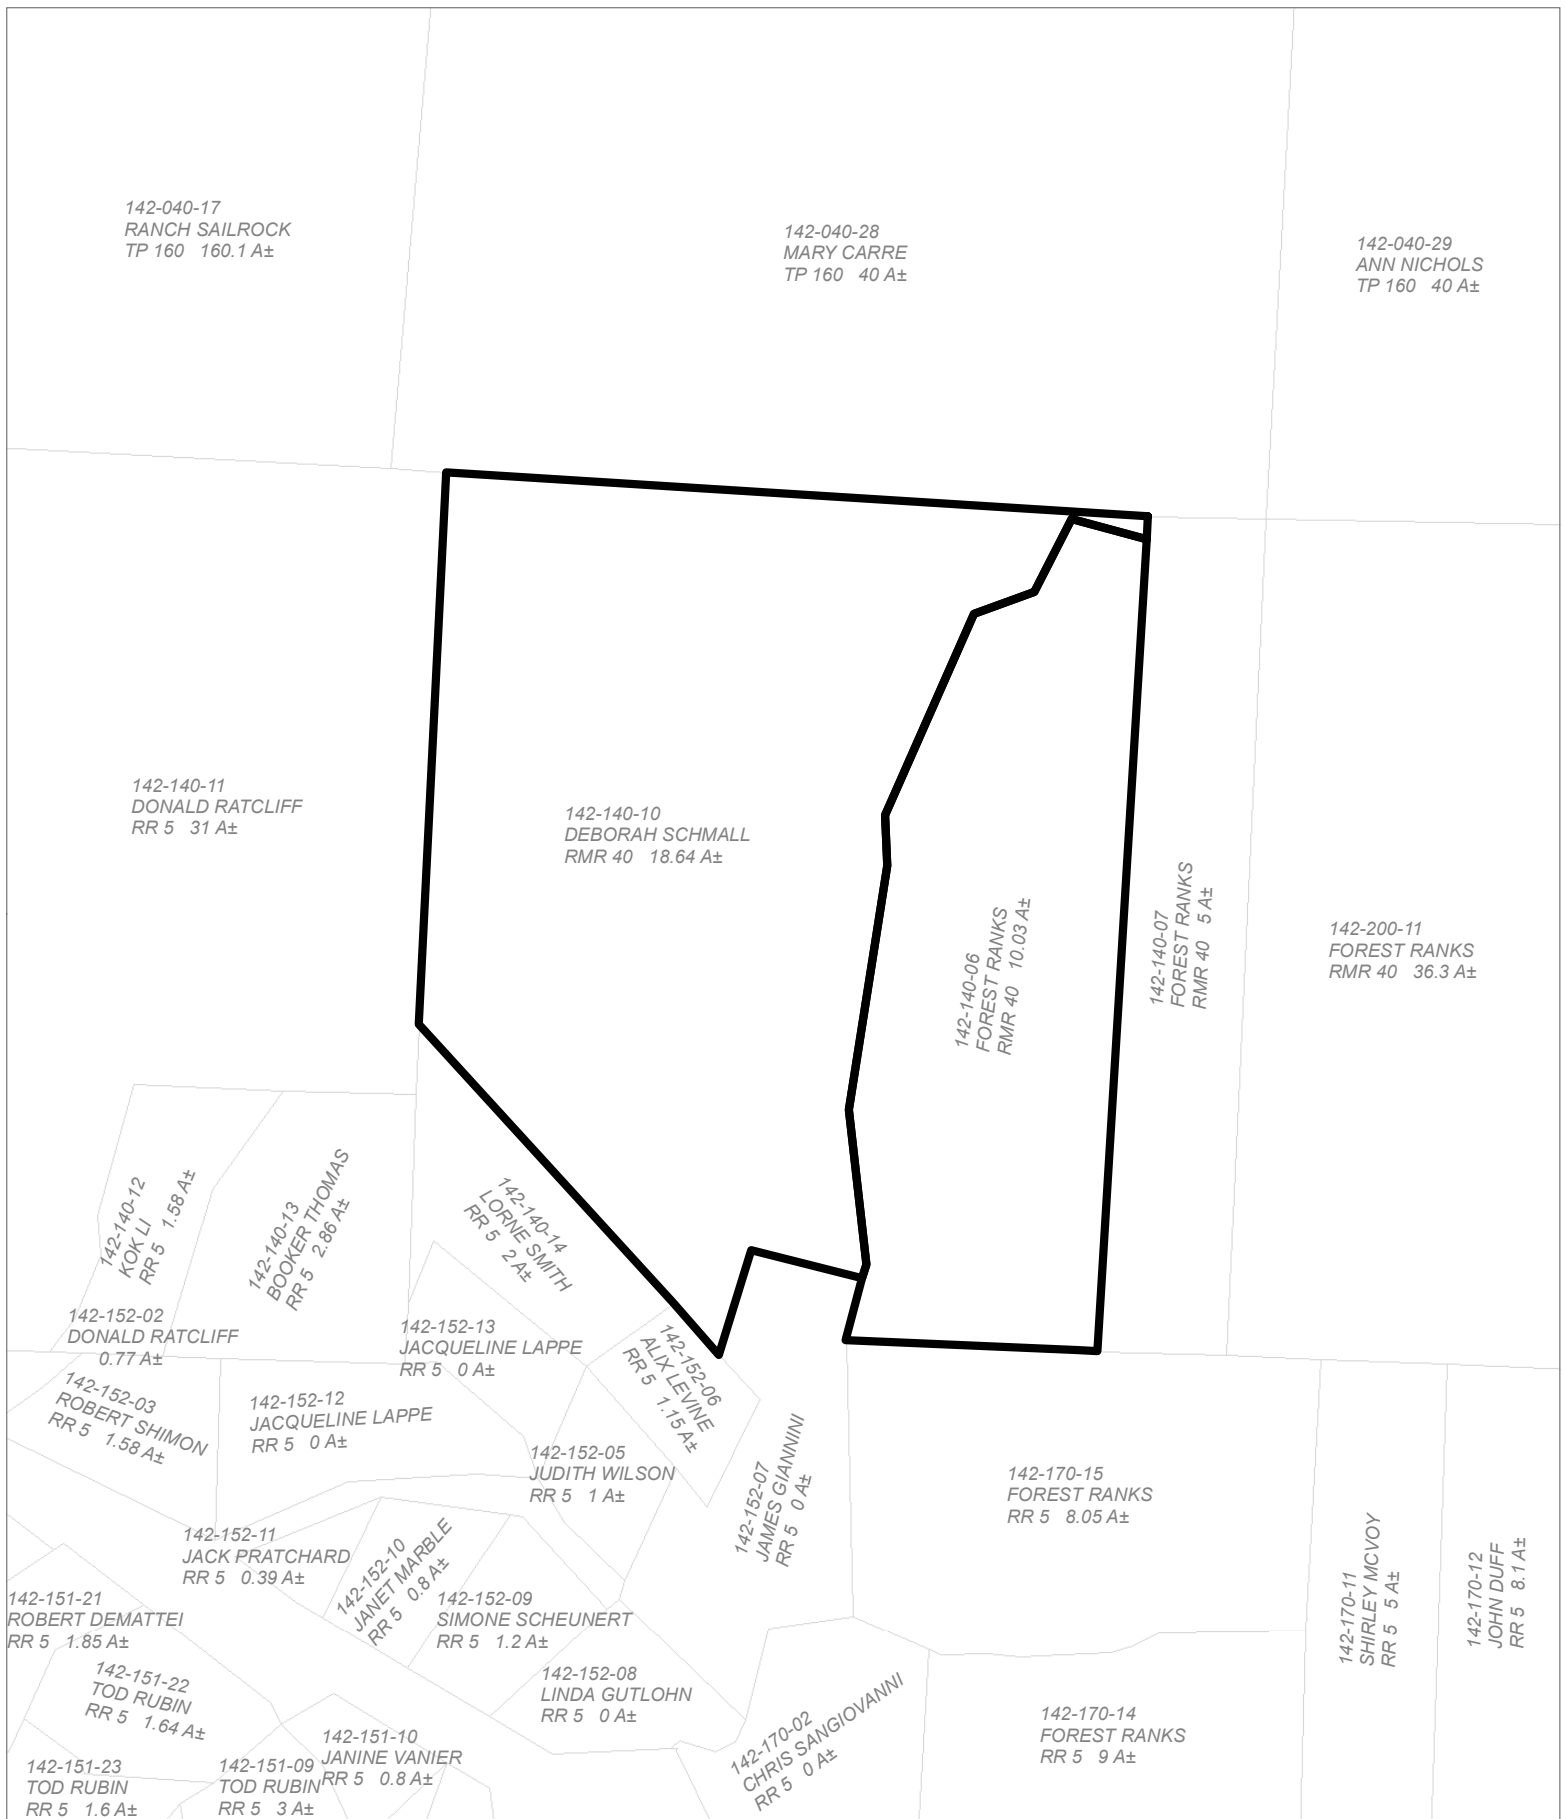 142-040-17
RANCH SAILROCK
TP 160 160.1 A±
142-040-28
MARY CARRE
TP 160 40 A±
142-040-29
ANN NICHOLS
TP 160 40 A±
142-140-11
DONALD RATCLIFF
RR 5 31 A±
142-140-10
DEBORAH SCHMALL
RMR 40 18.64 A±
142-140-06
FOREST RANKS
RMR 40 10.03 A±
142-140-07
FOREST RANKS
RMR 40 5 A±
142-200-11
FOREST RANKS
RMR 40 36.3 A±
142-140-12
KOK LI
RR 5 1.58 A±
142-140-13
BOOKER THOMAS
RR 5 2.86 A±
142-140-14
LORNE SMITH
RR 5 2 A±
142-152-02
DONALD RATCLIFF
0.77 A±
142-152-13
JACQUELINE LAPPE
RR 5 0 A±
142-152-06
ALIX LEVINE
RR 5 1.15 A±
142-152-03
ROBERT SHIMON
RR 5 1.58 A±
142-152-12
JACQUELINE LAPPE
RR 5 0 A±
142-152-05
JUDITH WILSON
RR 5 1 A±
142-152-07
JAMES GIANNINI
RR 5 0 A±
142-170-15
FOREST RANKS
RR 5 8.05 A±
142-170-11
SHIRLEY MCVOY
RR 5 5 A±
142-170-12
JOHN DUFF
RR 5 8.1 A±
142-152-11
JACK PRATCHARD
RR 5 0.39 A±
142-152-10
JANET MARBLE
RR 5 0.8 A±
142-152-09
SIMONE SCHEUNERT
RR 5 1.2 A±
142-151-21
ROBERT DEMATTEI
RR 5 1.85 A±
142-151-22
TOD RUBIN
RR 5 1.64 A±
142-152-08
LINDA GUTLOHN
RR 5 0 A±
142-170-02
CHRIS SANGIOVANNI
RR 5 0 A±
142-170-14
FOREST RANKS
RR 5 9 A±
142-151-10
JANINE VANIER
RR 5 0.8 A±
142-151-23
TOD RUBIN
RR 5 1.6 A±
142-151-09
TOD RUBIN
RR 5 3 A±